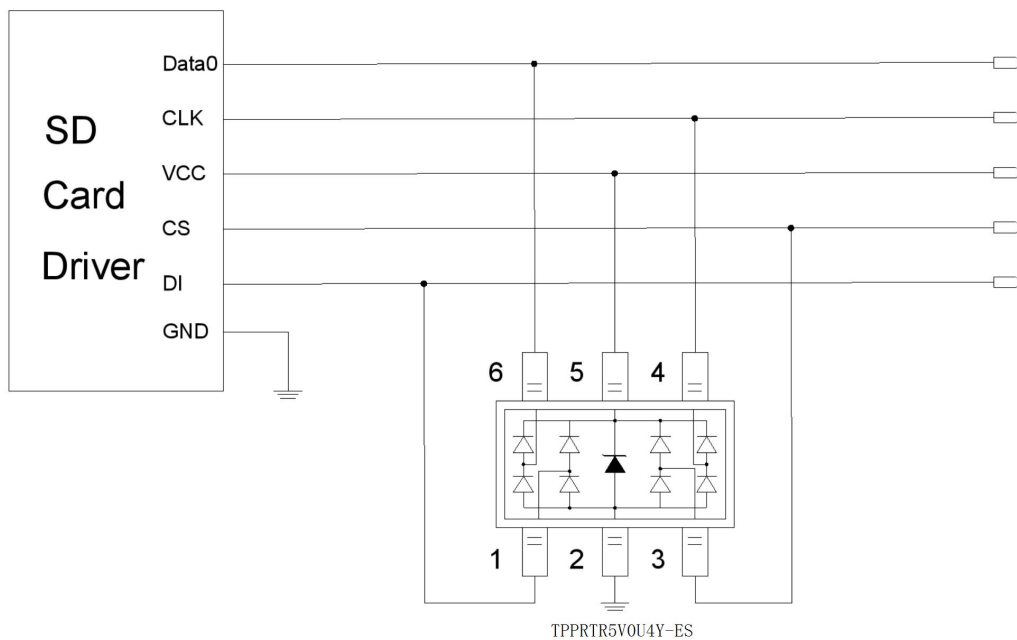 Data0
CLK
SD
VCC
Card
CS
Driver
DI
GND
6 5 4
1 2 3
TPPRTR5V0U4Y-ES